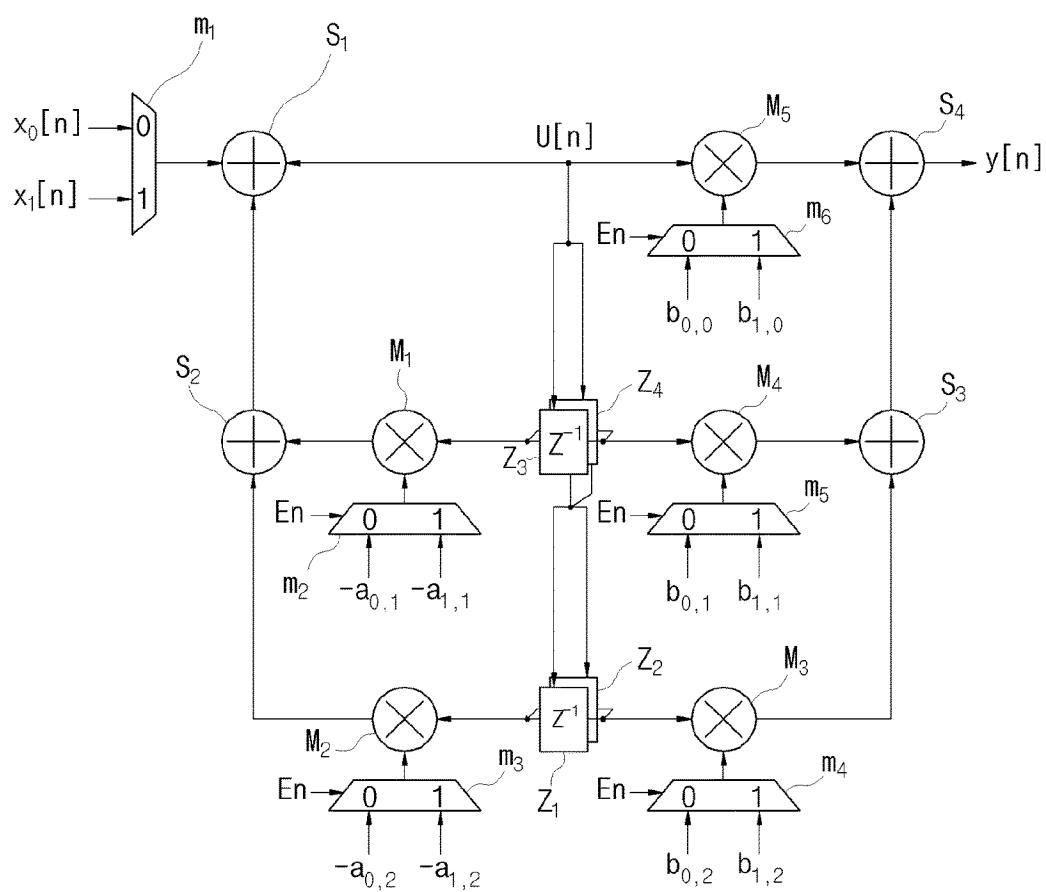 m₁
S₁
x₀[n]
0
x₁[n]
1
U[n]
M₅
S₄
y[n]
En
0 1
m₆
b₀,₀ b₁,₀
S₂
M₁
Z₄
Z⁻¹
Z₃
M₄
S₃
En
0 1
m₂
-a₀,₁ -a₁,₁
En
0 1
m₅
b₀,₁ b₁,₁
M₂
Z₂
Z⁻¹
Z₁
M₃
En
0 1
m₃
-a₀,₂ -a₁,₂
En
0 1
m₄
b₀,₂ b₁,₂